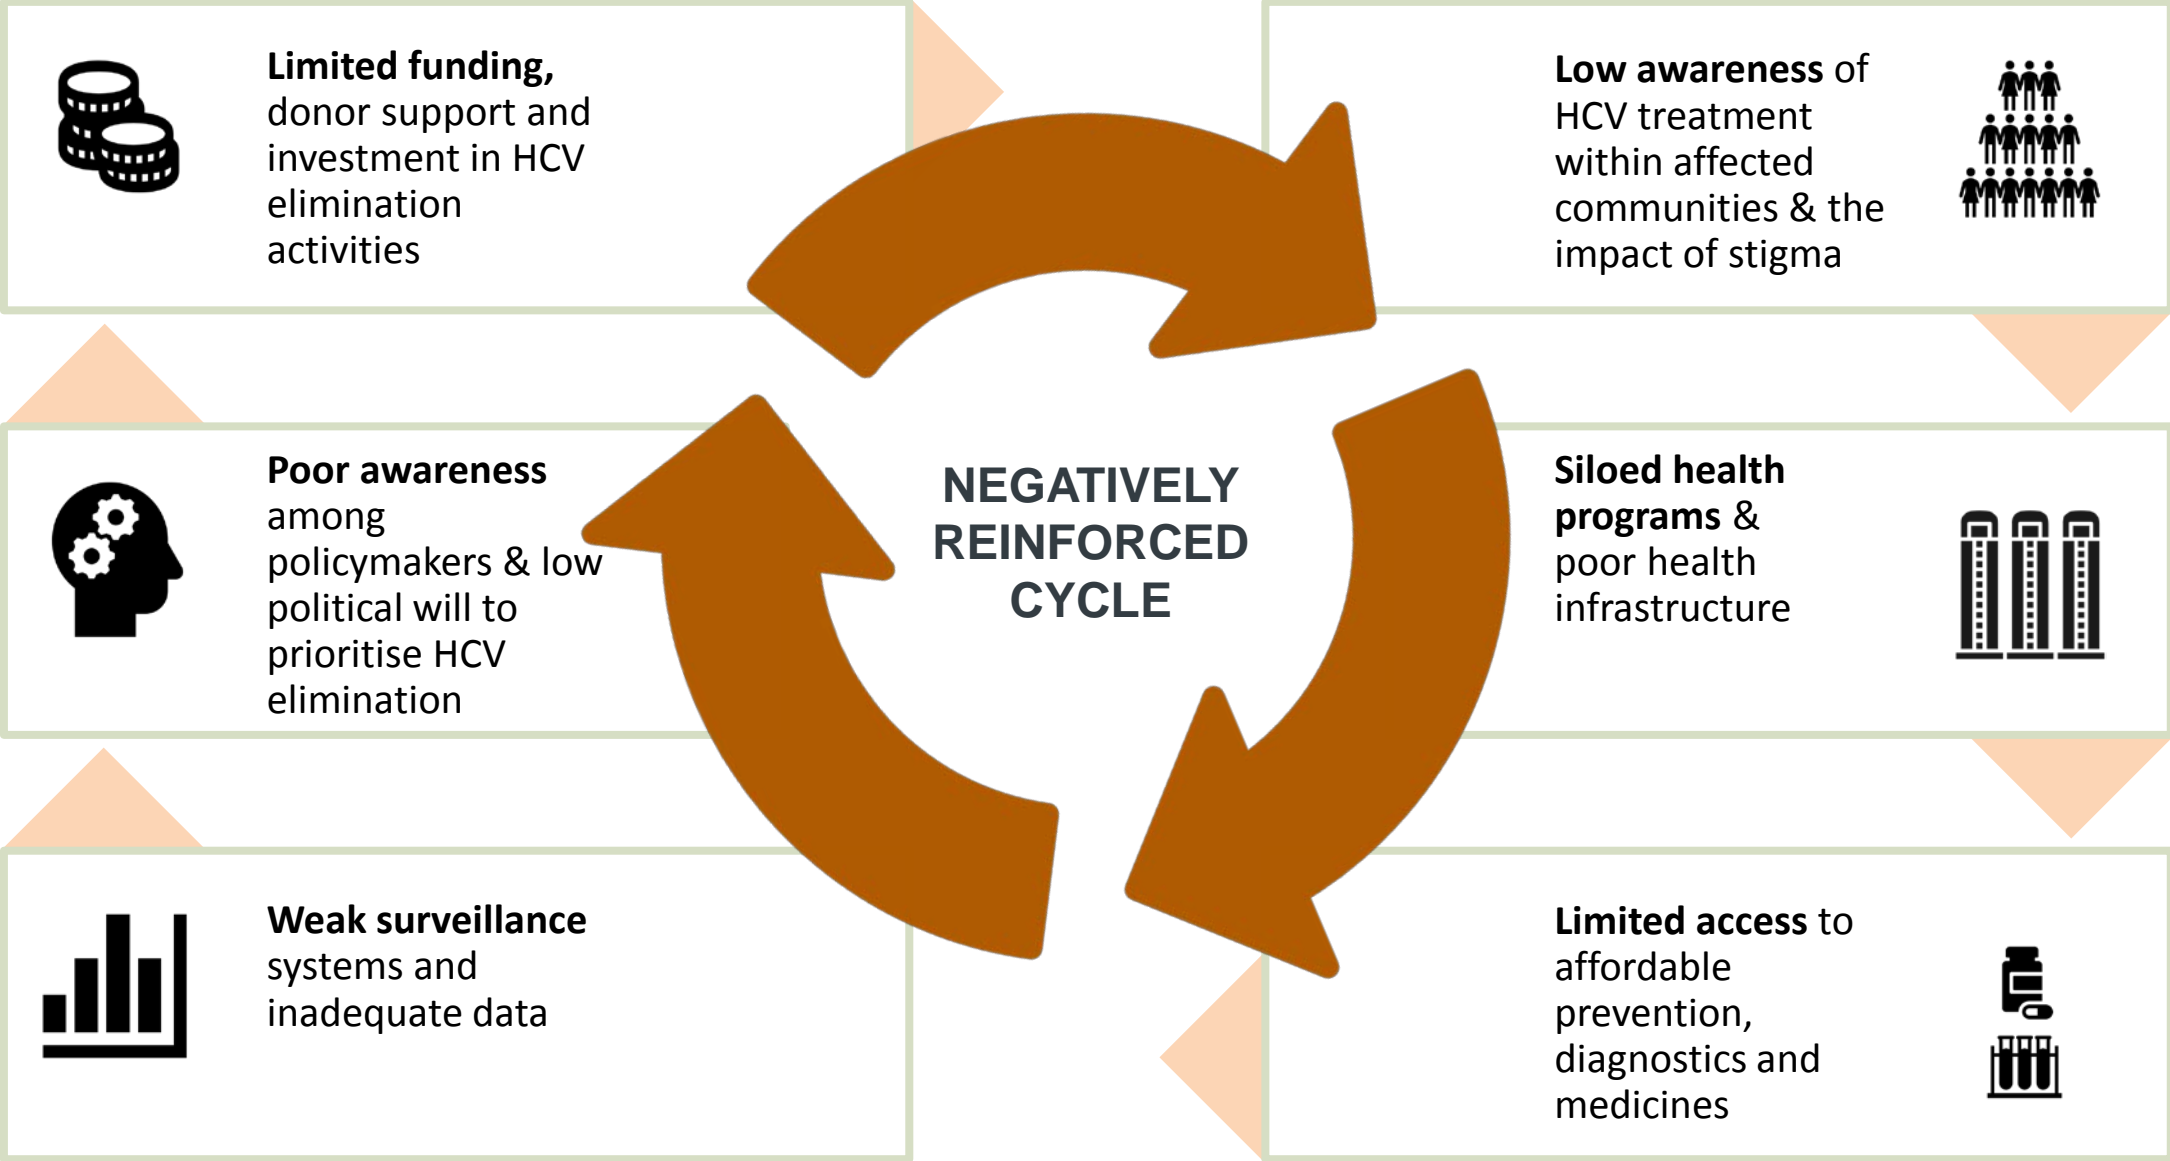 Limited funding,
donor support and
investment in HCV
elimination
activities
Low awareness of
HCV treatment
within affected
communities & the
impact of stigma
Poor awareness
among
policymakers & low
political will to
prioritise HCV
elimination
NEGATIVELY
REINFORCED
CYCLE
Siloed health
programs &
poor health
infrastructure
Weak surveillance
systems and
inadequate data
Limited access to
affordable
prevention,
diagnostics and
medicines